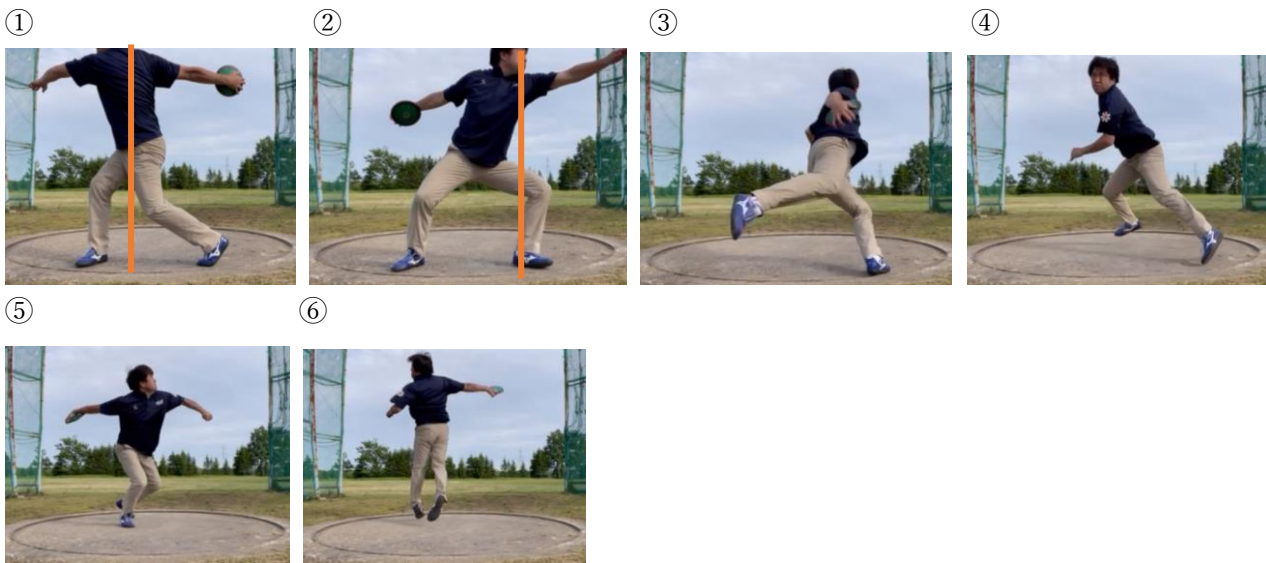 ① ② ③ ④
⑤ ⑥